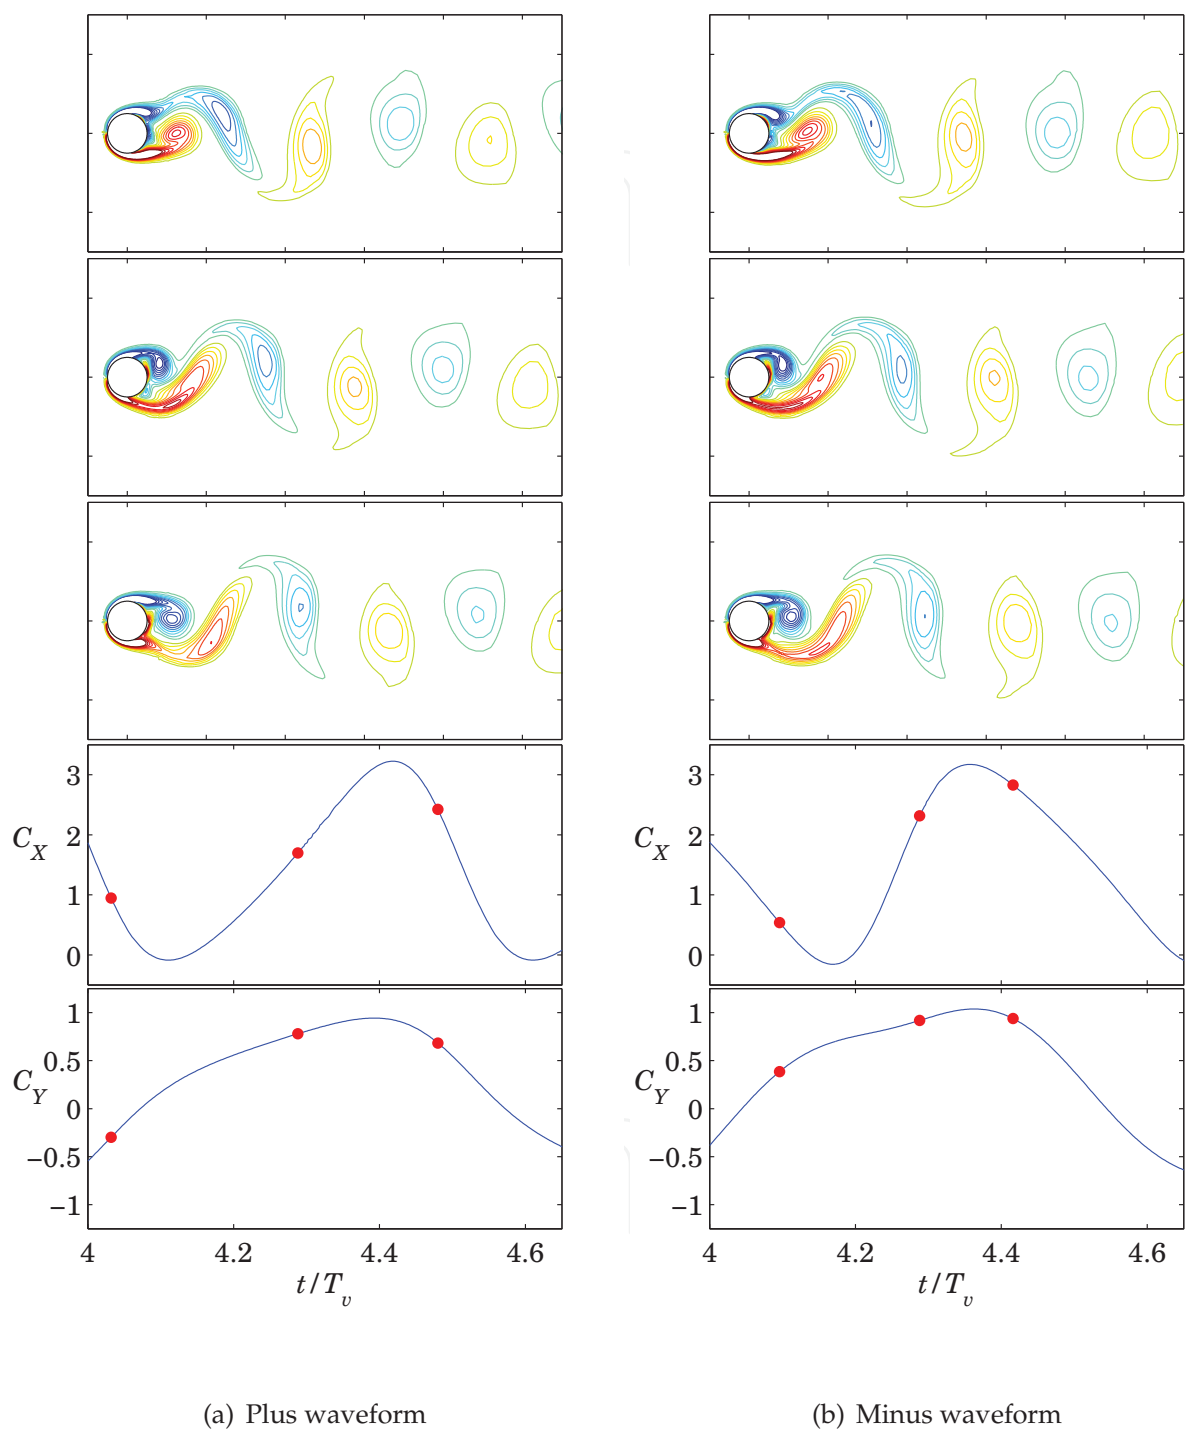 3 3
2 2
C_X C_X
1 1
0 0
1 1
0.5 0.5
C_Y 0 C_Y 0
−0.5 −0.5
−1 −1
4 4.2 4.4 4.6 4 4.2 4.4 4.6
t/T_v t/T_v
(a) Plus waveform (b) Minus waveform